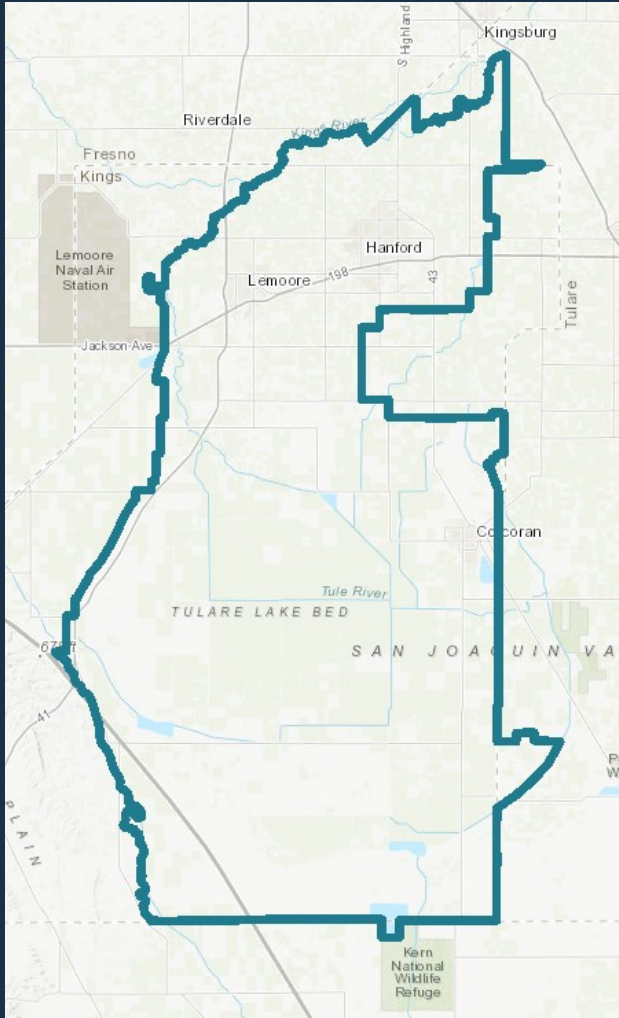 Kingsburg
S Highland
Riverdale
Kings River
Fresno
Kings
Hanford
Lemoore
Naval Air
Station
Lemoore
198
43
Tulare
Jackson Ave
Corcoran
Tule River
TULARE LAKE BED
SAN JOAQUIN VA
ft
41
P
W
PLAIN
Kern
National
Wildlife
Refuge